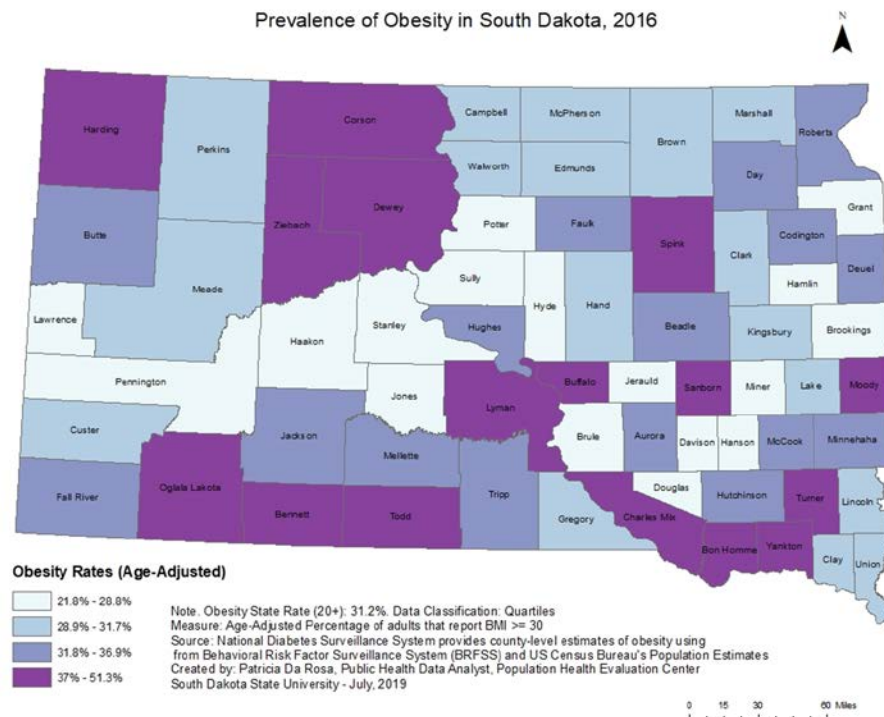 Prevalence of Obesity in South Dakota, 2016
N
Harding
Perkins
Corson
Campbell
McPherson
Brown
Marshall
Roberts
Walworth
Edmunds
Day
Butte
Ziebach
Dewey
Potter
Faulk
Spink
Clark
Codington
Grant
Meade
Sully
Hyde
Hand
Hamlin
Deuel
Lawrence
Haakon
Stanley
Hughes
Beadle
Kingsbury
Brookings
Pennington
Jones
Lyman
Buffalo
Jerauld
Sanborn
Miner
Lake
Moody
Custer
Jackson
Mellette
Brule
Aurora
Davison
Hanson
McCook
Minnehaha
Fall River
Oglala Lakota
Bennett
Todd
Tripp
Gregory
Charles Mix
Douglas
Hutchinson
Turner
Lincoln
Bon Homme
Yankton
Clay
Union
Obesity Rates (Age-Adjusted)
21.8% - 28.8%
28.9% - 31.7%
31.8% - 36.9%
37% - 51.3%
Note. Obesity State Rate (20+): 31.2%. Data Classification: Quartiles
Measure: Age-Adjusted Percentage of adults that report BMI >= 30
Source: National Diabetes Surveillance System provides county-level estimates of obesity using
from Behavioral Risk Factor Surveillance System (BRFSS) and US Census Bureau's Population Estimates
Created by: Patricia Da Rosa, Public Health Data Analyst, Population Health Evaluation Center
South Dakota State University - July, 2019
0 15 30 60 Miles